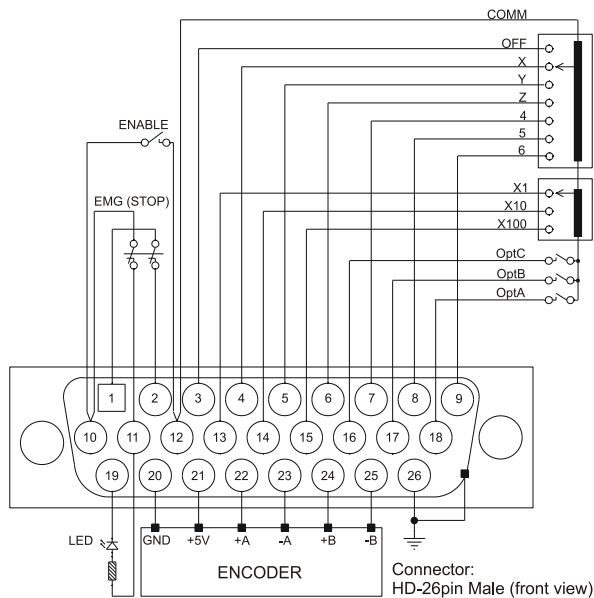 COMM
OFF
X
Y
Z
4
5
6
ENABLE
X1
X10
X100
EMG (STOP)
OptC
OptB
OptA
1 2 3 4 5 6 7 8 9
10 11 12 13 14 15 16 17 18
19 20 21 22 23 24 25 26
LED GND +5V +A -A +B -B
ENCODER
Connector:
HD-26pin Male (front view)